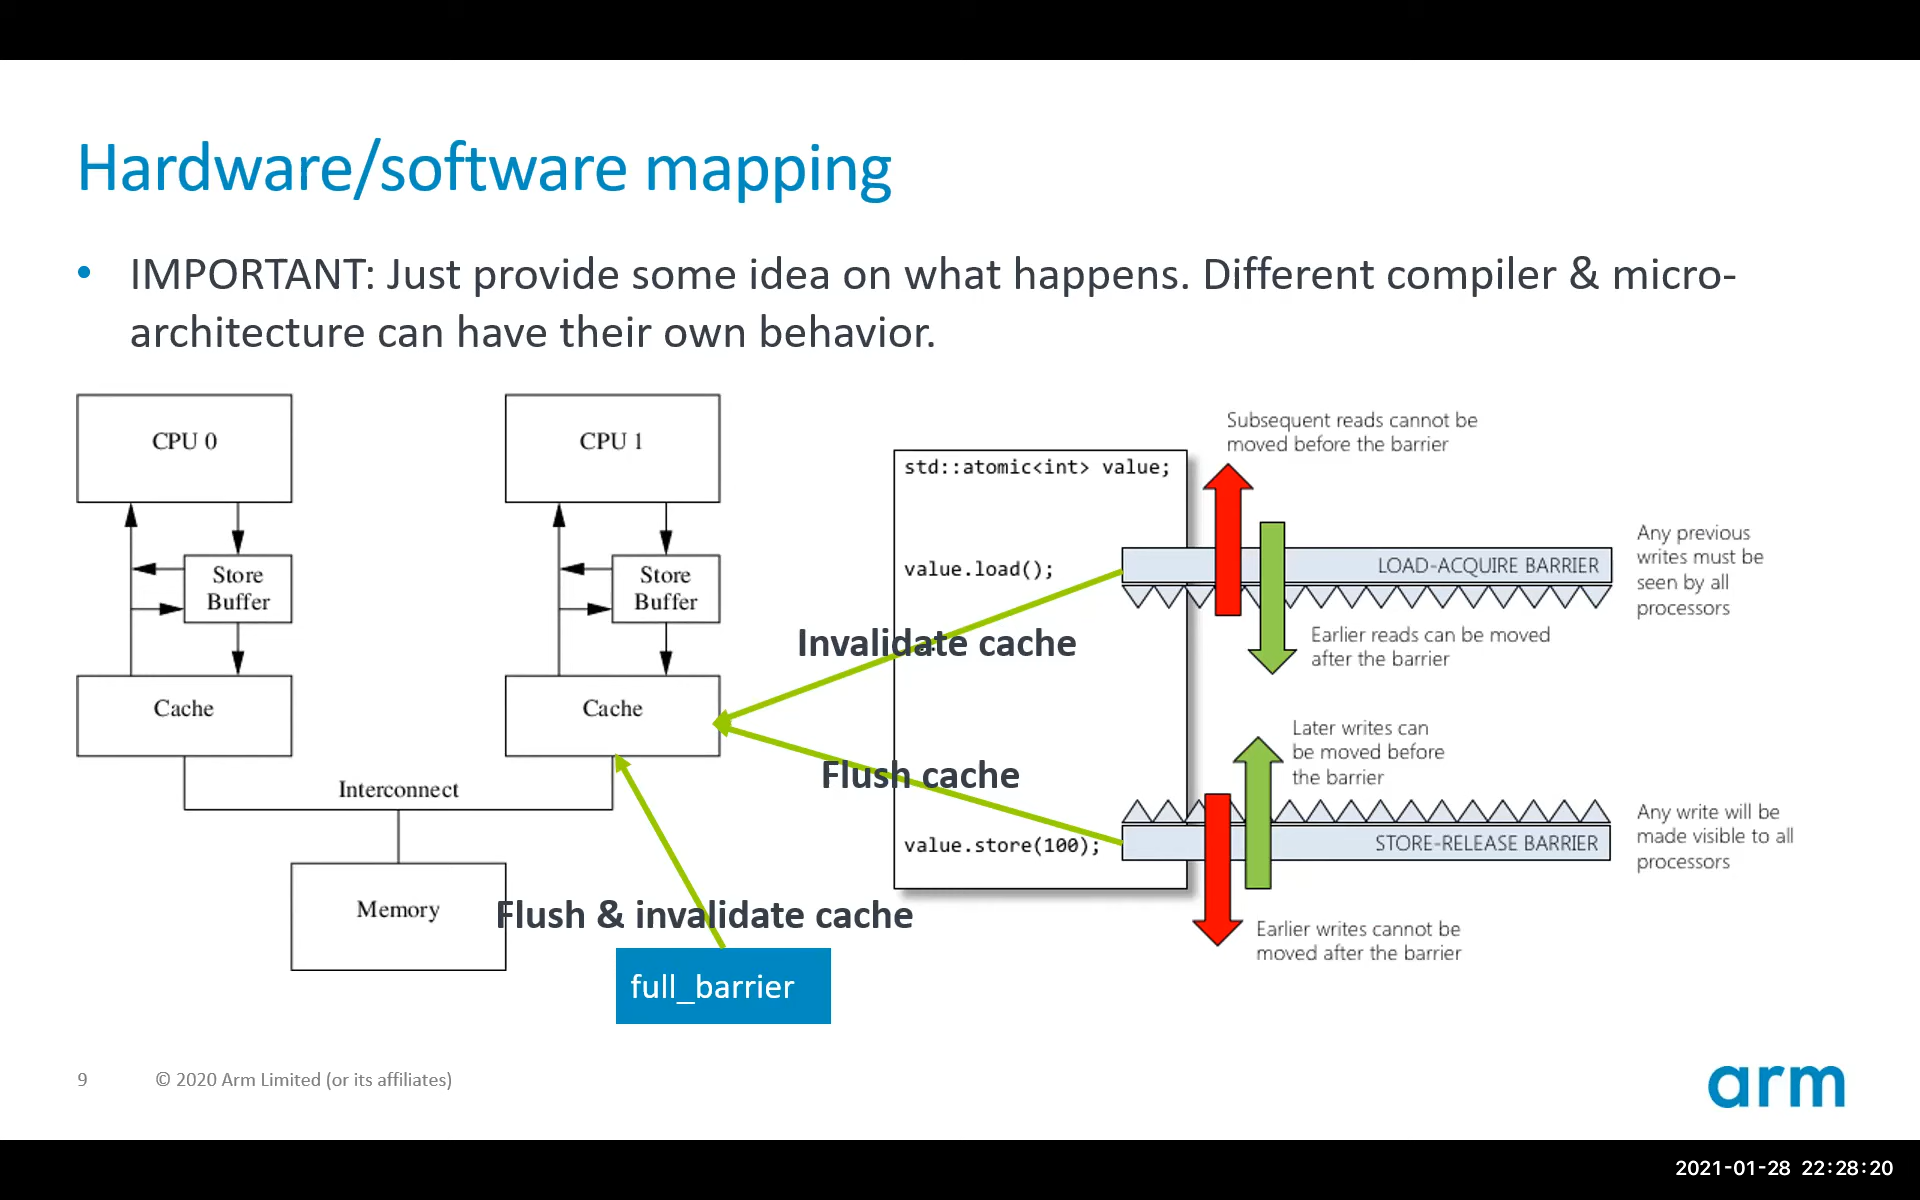 Hardware/software mapping
• IMPORTANT: Just provide some idea on what happens. Different compiler & micro-
architecture can have their own behavior.
CPU 0
Store
Buffer
Cache
CPU 1
Store
Buffer
Cache
Interconnect
Memory
Flush & invalidate cache
full_barrier
Invalidate cache
Flush cache
std::atomic<int> value;
value.load();
value.store(100);
Subsequent reads cannot be
moved before the barrier
LOAD-ACQUIRE BARRIER
Any previous
writes must be
seen by all
processors
Earlier reads can be moved
after the barrier
Later writes can
be moved before
the barrier
STORE-RELEASE BARRIER
Any write will be
made visible to all
processors
Earlier writes cannot be
moved after the barrier
9
© 2020 Arm Limited (or its affiliates)
arm
2021-01-28 22:28:20